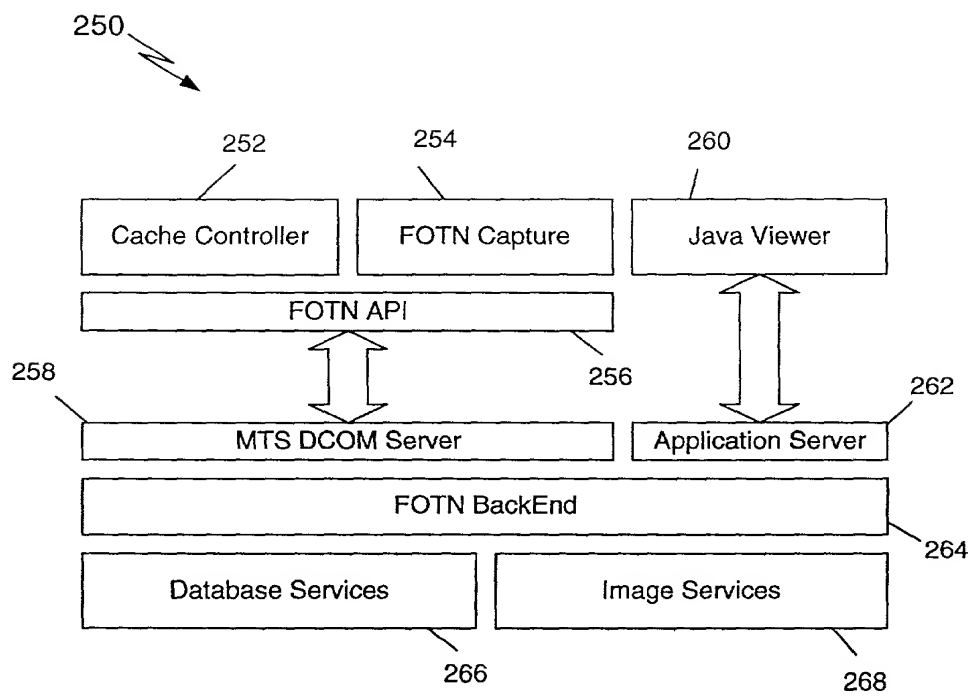 250
252
254
260
Cache Controller
FOTN Capture
Java Viewer
FOTN API
258
256
262
MTS DCOM Server
Application Server
FOTN BackEnd
264
Database Services
Image Services
266
268